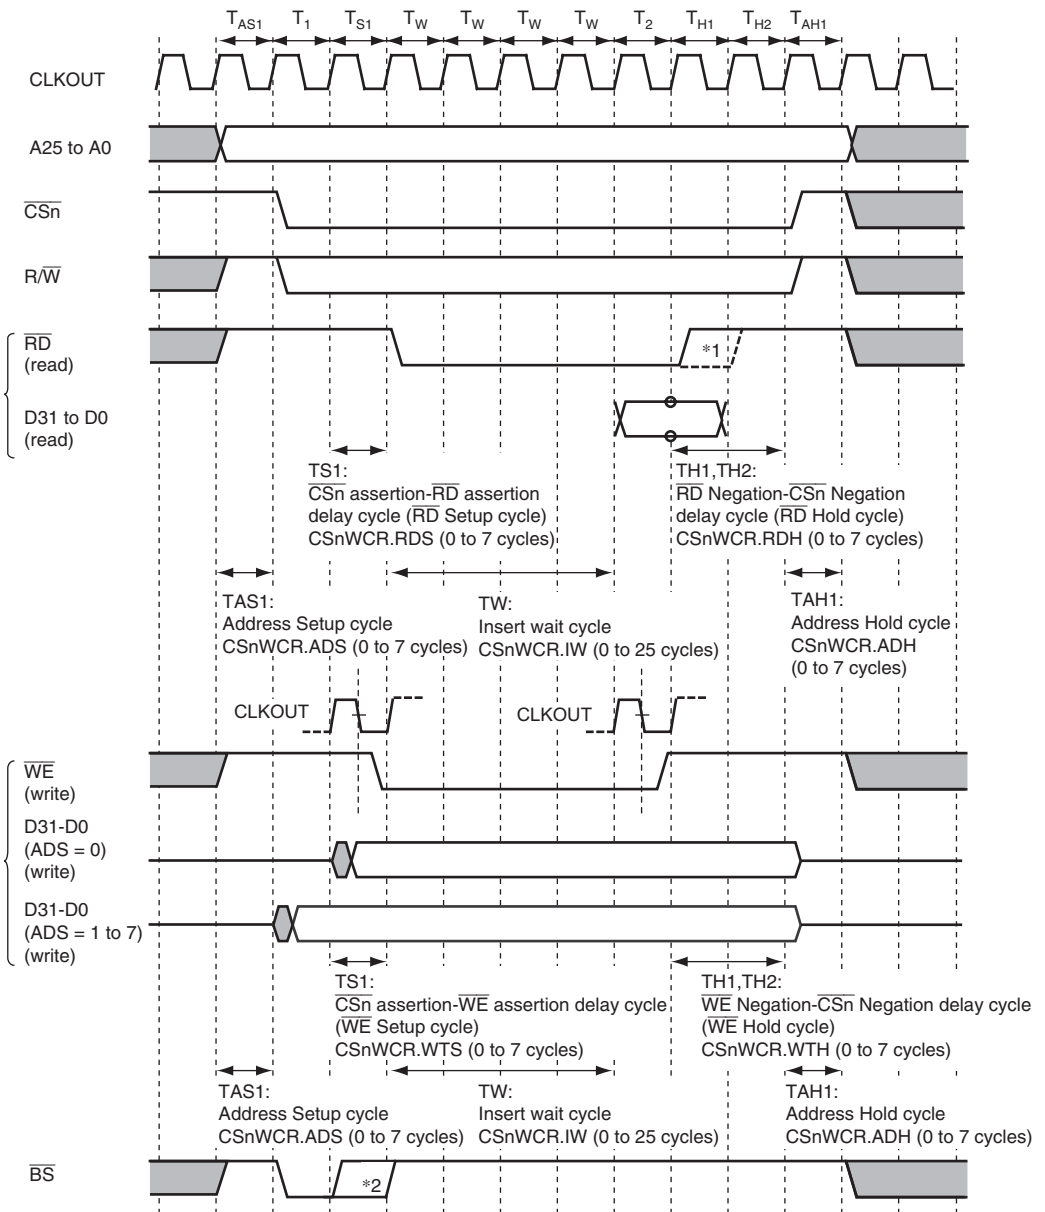 TAS1 T1 TS1 TW TW TW TW T2 TH1 TH2 TAH1
CLKOUT
A25 to A0
CSn
R/W
RD
(read)
*1
D31 to D0
(read)
TS1:
CSn assertion-RD assertion
delay cycle (RD Setup cycle)
CSnWCR.RDS (0 to 7 cycles)
TH1,TH2:
RD Negation-CSn Negation
delay cycle (RD Hold cycle)
CSnWCR.RDH (0 to 7 cycles)
TAS1:
Address Setup cycle
CSnWCR.ADS (0 to 7 cycles)
TW:
Insert wait cycle
CSnWCR.IW (0 to 25 cycles)
TAH1:
Address Hold cycle
CSnWCR.ADH
(0 to 7 cycles)
CLKOUT
CLKOUT
WE
(write)
D31-D0
(ADS = 0)
(write)
D31-D0
(ADS = 1 to 7)
(write)
TS1:
CSn assertion-WE assertion delay cycle
(WE Setup cycle)
CSnWCR.WTS (0 to 7 cycles)
TH1,TH2:
WE Negation-CSn Negation delay cycle
(WE Hold cycle)
CSnWCR.WTH (0 to 7 cycles)
TAS1:
Address Setup cycle
CSnWCR.ADS (0 to 7 cycles)
TW:
Insert wait cycle
CSnWCR.IW (0 to 25 cycles)
TAH1:
Address Hold cycle
CSnWCR.ADH (0 to 7 cycles)
BS
*2